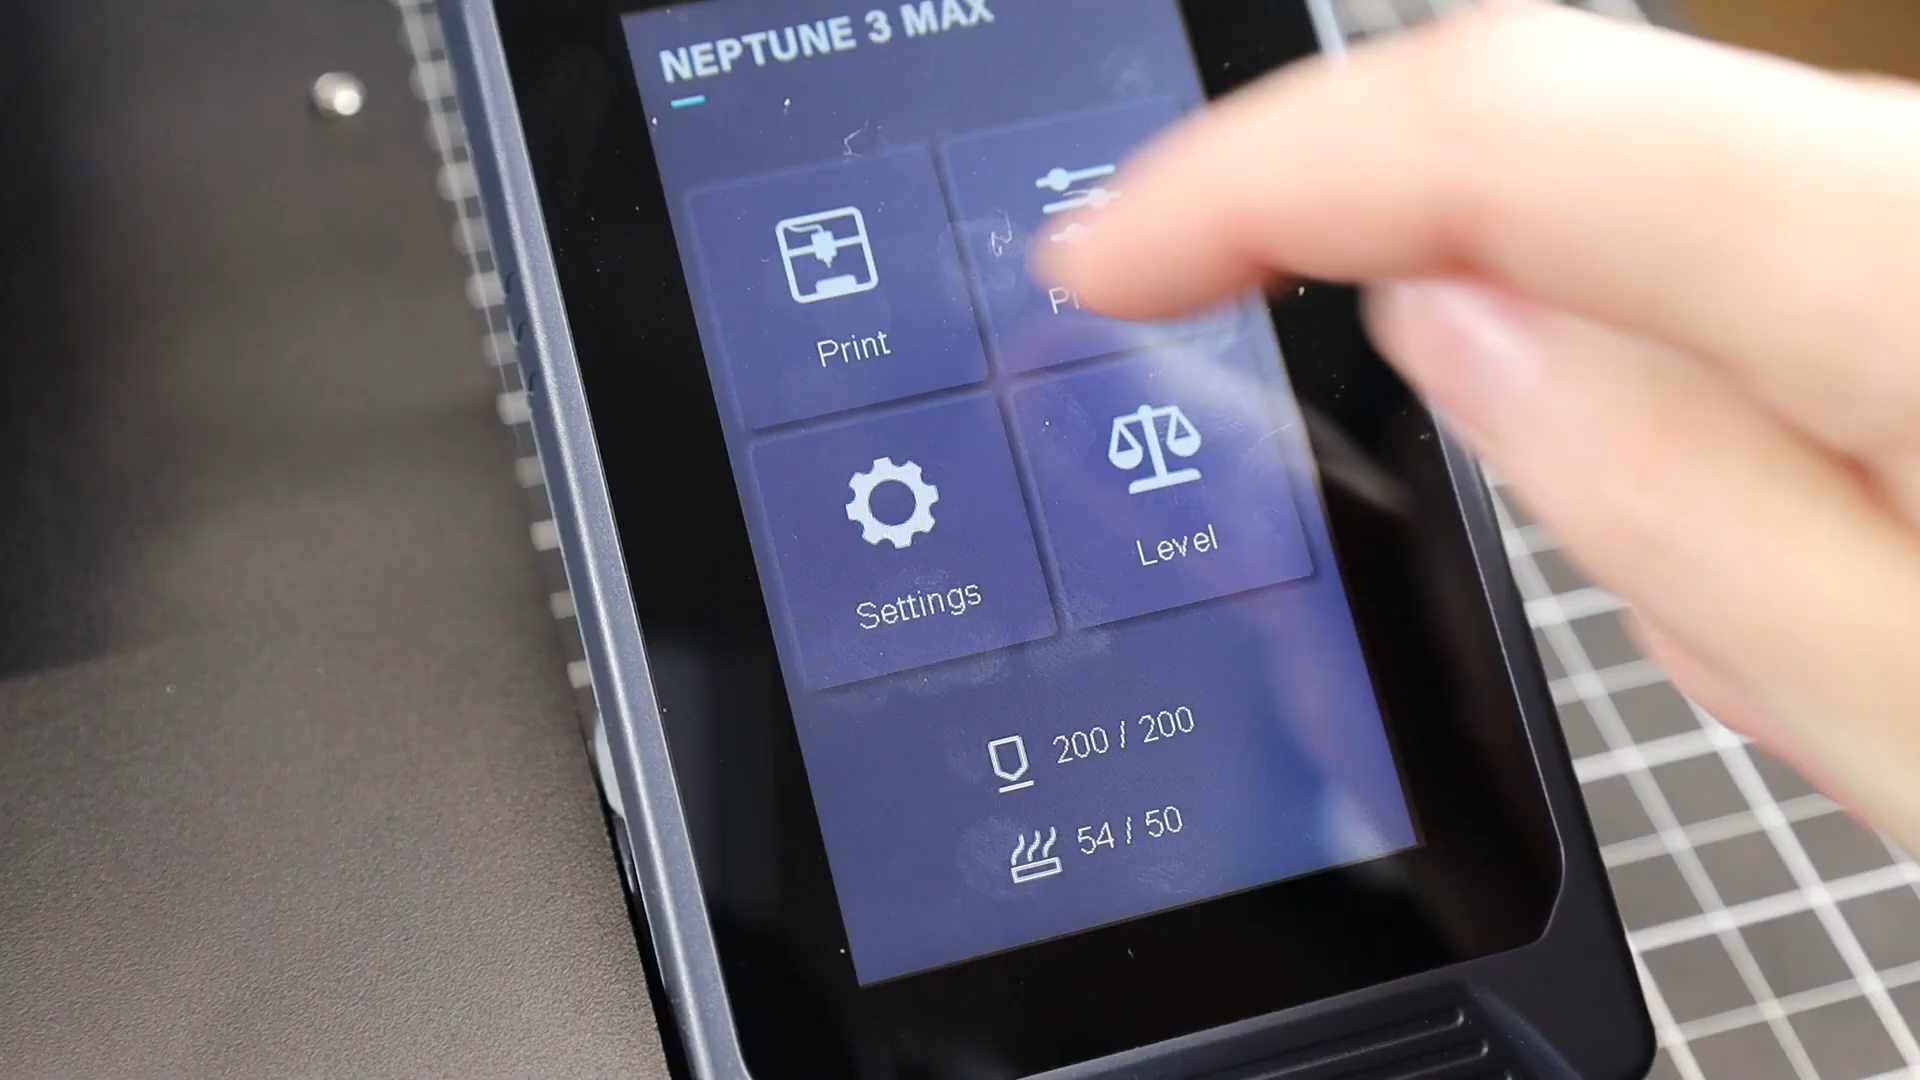 NEPTUNE 3 MAX
Print
Settings
Level
200 / 200
54 / 50